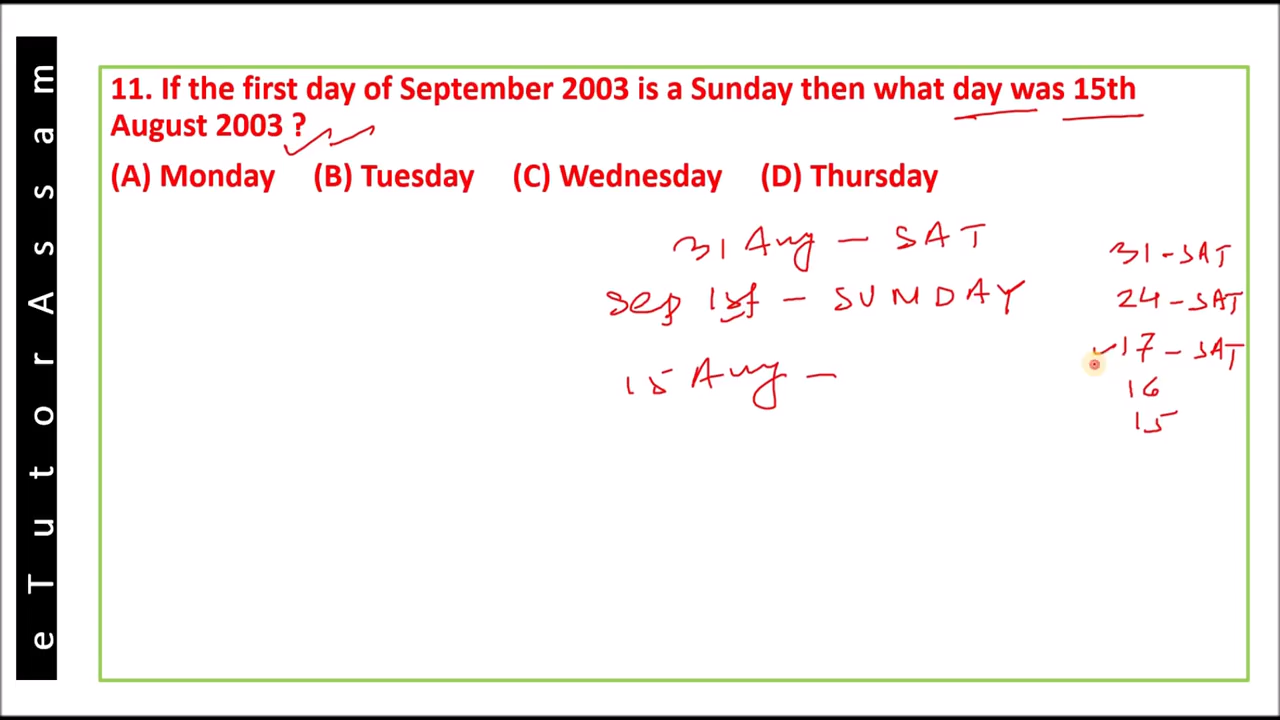 11. If the first day of September 2003 is a Sunday then what day was 15th
August 2003 ?
(A) Monday (B) Tuesday (C) Wednesday (D) Thursday
31 Aug – SAT
Sep 1st – SUNDAY
15 Aug –
31 – SAT
24 – SAT
17 – SAT
16
15
eTutorAssam